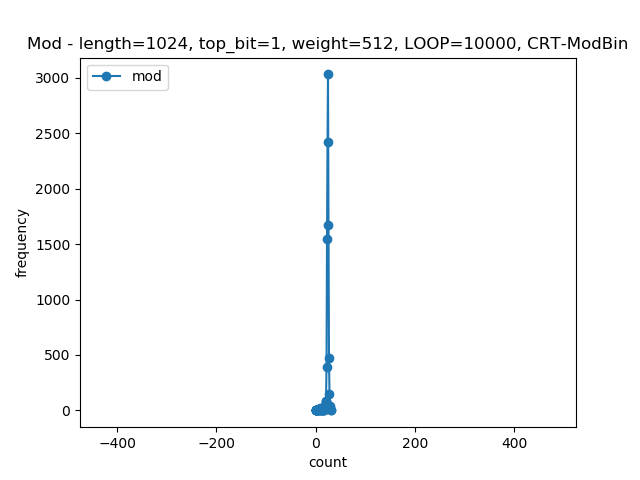 Mod - length=1024, top_bit=1, weight=512, LOOP=10000, CRT-ModBin
mod
3000
2500
2000
1500
1000
500
0
frequency
−400 −200 0 200 400
count